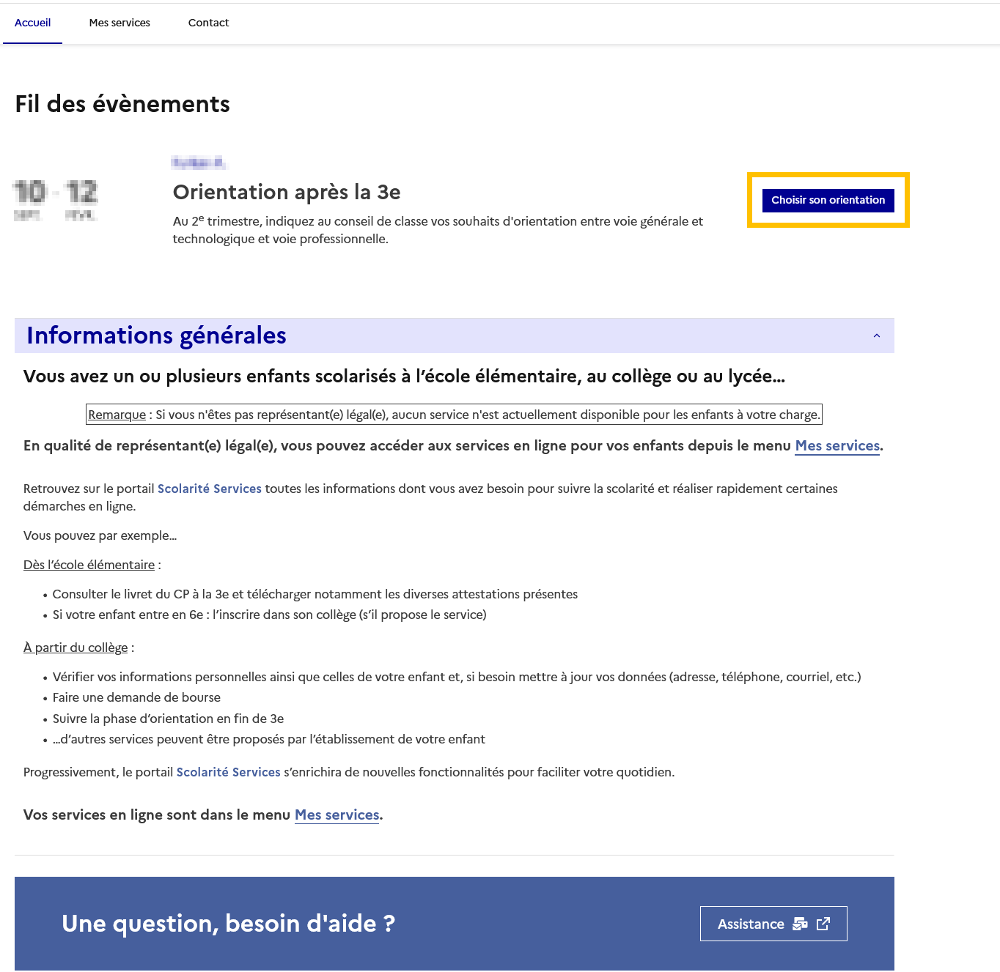 Accueil
Mes services
Contact
Fil des évènements
10 - 12
Orientation après la 3e
Au 2e trimestre, indiquez au conseil de classe vos souhaits d'orientation entre voie générale et
technologique et voie professionnelle.
Choisir son orientation
Informations générales
Vous avez un ou plusieurs enfants scolarisés à l’école élémentaire, au collège ou au lycée…
Remarque : Si vous n'êtes pas représentant(e) légal(e), aucun service n'est actuellement disponible pour les enfants à votre charge.
En qualité de représentant(e) légal(e), vous pouvez accéder aux services en ligne pour vos enfants depuis le menu Mes services.
Retrouvez sur le portail Scolarité Services toutes les informations dont vous avez besoin pour suivre la scolarité et réaliser rapidement certaines
démarches en ligne.
Vous pouvez par exemple…
Dès l’école élémentaire :
• Consulter le livret du CP à la 3e et télécharger notamment les diverses attestations présentes
• Si votre enfant entre en 6e : l’inscrire dans son collège (s’il propose le service)
À partir du collège :
• Vérifier vos informations personnelles ainsi que celles de votre enfant et, si besoin mettre à jour vos données (adresse, téléphone, courriel, etc.)
• Faire une demande de bourse
• Suivre la phase d’orientation en fin de 3e
• …d’autres services peuvent être proposés par l’établissement de votre enfant
Progressivement, le portail Scolarité Services s’enrichira de nouvelles fonctionnalités pour faciliter votre quotidien.
Vos services en ligne sont dans le menu Mes services.
Une question, besoin d'aide ?
Assistance